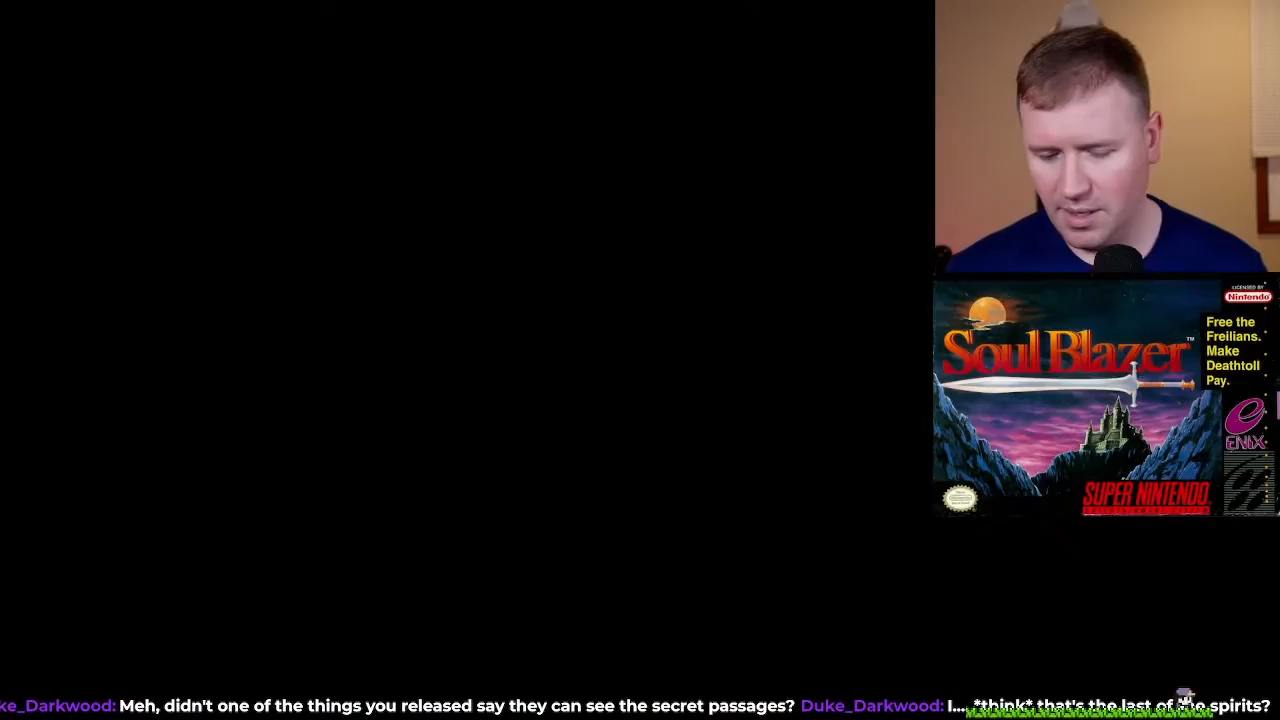 LICENSED BY
Nintendo
Soul Blazer™
Free the
Freilians.
Make
Deathtoll
Pay.
ENIX
SUPER NINTENDO
ke_Darkwood: Meh, didn't one of the things you released say they can see the secret passages? Duke_Darkwood: I... *think* that's the last of the spirits?